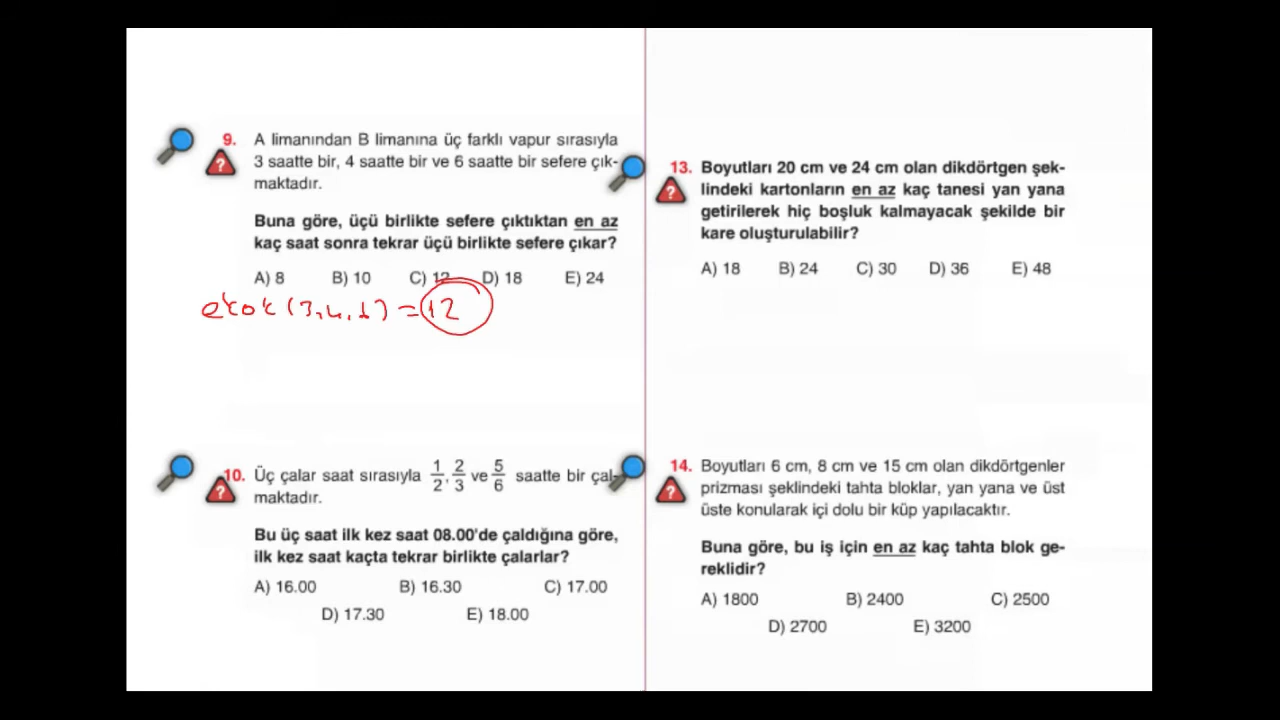 9. A limanından B limanına üç farklı vapur sırasıyla
3 saatte bir, 4 saatte bir ve 6 saatte bir sefere çık-
maktadır.
Buna göre, üçü birlikte sefere çıktıktan en az
kaç saat sonra tekrar üçü birlikte sefere çıkar?
A) 8 B) 10 C) 12 D) 18 E) 24
ekok (3,4,6) = 12
10. Üç çalar saat sırasıyla 1/2, 2/3 ve 5/6 saatte bir çal-
maktadır.
Bu üç saat ilk kez saat 08.00'de çaldığına göre,
ilk kez saat kaçta tekrar birlikte çalarlar?
A) 16.00 B) 16.30 C) 17.00
D) 17.30 E) 18.00
13. Boyutları 20 cm ve 24 cm olan dikdörtgen şek-
lindeki kartonların en az kaç tanesi yan yana
getirilerek hiç boşluk kalmayacak şekilde bir
kare oluşturulabilir?
A) 18 B) 24 C) 30 D) 36 E) 48
14. Boyutları 6 cm, 8 cm ve 15 cm olan dikdörtgenler
prizması şeklindeki tahta bloklar, yan yana ve üst
üste konularak içi dolu bir küp yapılacaktır.
Buna göre, bu iş için en az kaç tahta blok ge-
reklidir?
A) 1800 B) 2400 C) 2500
D) 2700 E) 3200